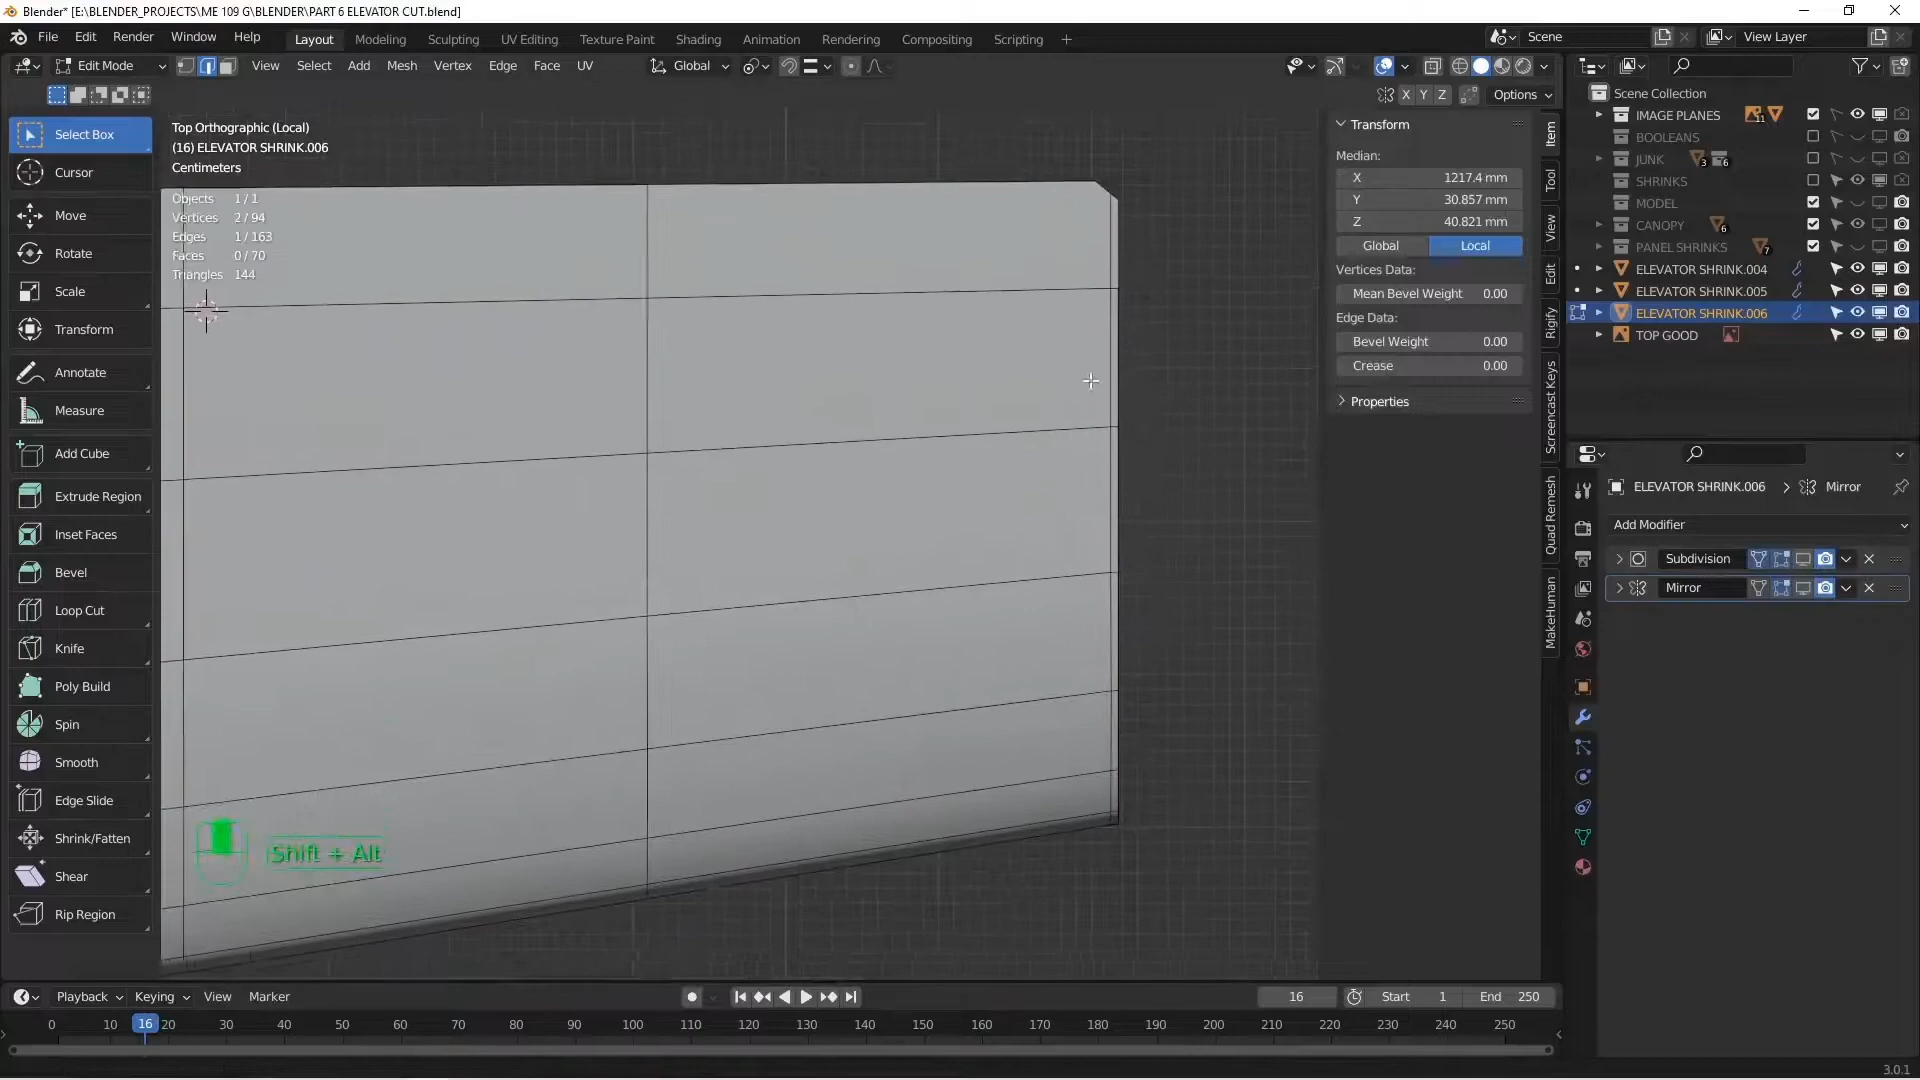 Blender* [E:\BLENDER_PROJECTS\ME 109 G\BLENDER\PART 6 ELEVATOR CUT.blend]
File Edit Render Window Help Layout Modeling Sculpting UV Editing Texture Paint Shading Animation Rendering Compositing Scripting + Scene View Layer
Edit Mode View Select Add Mesh Vertex Edge Face UV Global
X Y Z Options
Select Box
Cursor
Move
Rotate
Scale
Transform
Annotate
Measure
Add Cube
Extrude Region
Inset Faces
Bevel
Loop Cut
Knife
Poly Build
Spin
Smooth
Edge Slide
Shrink/Fatten
Shear
Rip Region
Top Orthographic (Local)
(16) ELEVATOR SHRINK.006
Centimeters
Objects 1 / 1
Vertices 2 / 94
Edges 1 / 163
Faces 0 / 70
Triangles 144
Shift + Alt
Transform
Median:
X 1217.4 mm
Y 30.857 mm
Z 40.821 mm
Global Local
Vertices Data:
Mean Bevel Weight 0.00
Edge Data:
Bevel Weight 0.00
Crease 0.00
Properties
Item
Tool
View
Edit
Rigify
Screencast Keys
Quad Remesh
MakeHuman
Scene Collection
IMAGE PLANES 11
BOOLEANS
JUNK 3 6
SHRINKS
MODEL
CANOPY 6
PANEL SHRINKS 7
ELEVATOR SHRINK.004
ELEVATOR SHRINK.005
ELEVATOR SHRINK.006
TOP GOOD
ELEVATOR SHRINK.006 > Mirror
Add Modifier
Subdivision
Mirror
Playback Keying View Marker 16 Start 1 End 250
0 10 16 20 30 40 50 60 70 80 90 100 110 120 130 140 150 160 170 180 190 200 210 220 230 240 250
3.0.1